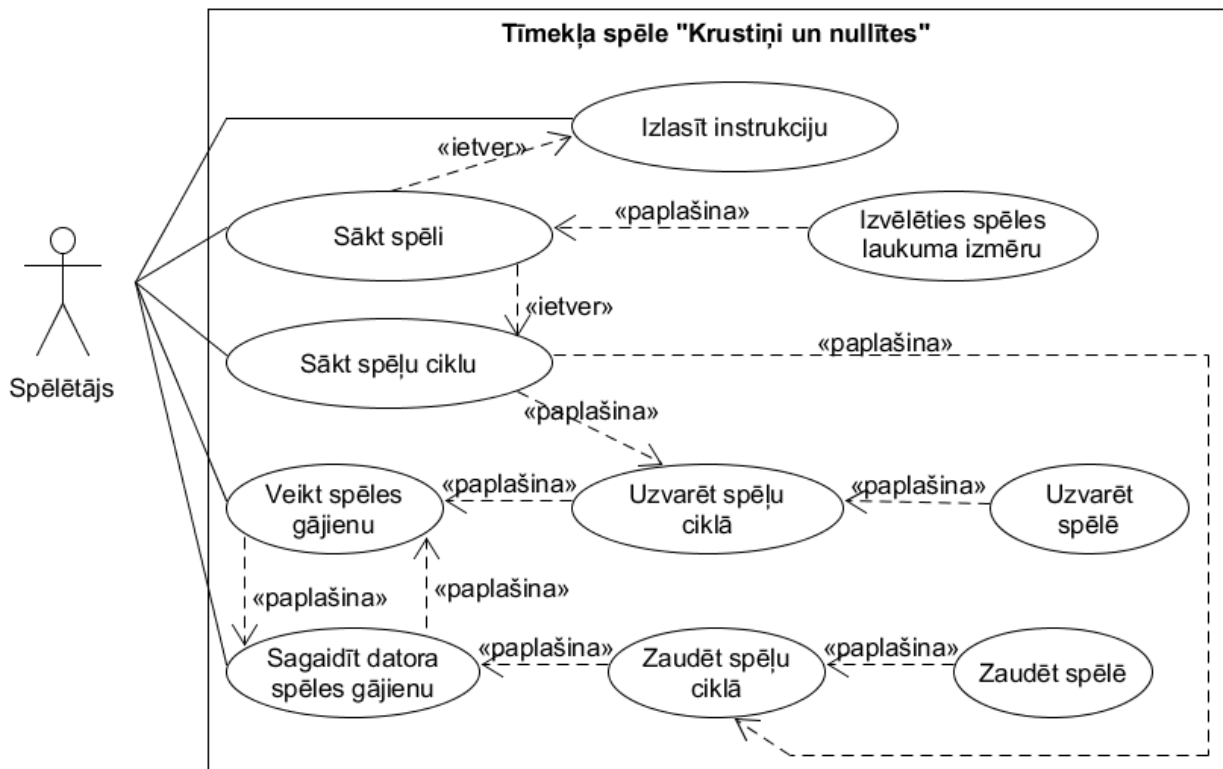 Tīmekļa spēle "Krustiņi un nullītes"
Izlasīt instrukciju
«ietver»
Sākt spēli
«paplašina»
Izvēlēties spēles
laukuma izmēru
«ietver»
Spēlētājs
Sākt spēļu ciklu
«paplašina»
«paplašina»
Veikt spēles
gājienu
«paplašina»
Uzvarēt spēļu
ciklā
«paplašina»
Uzvarēt
spēlē
«paplašina»
«paplašina»
Sagaidīt datora
spēles gājienu
«paplašina»
Zaudēt spēļu
ciklā
«paplašina»
Zaudēt spēlē